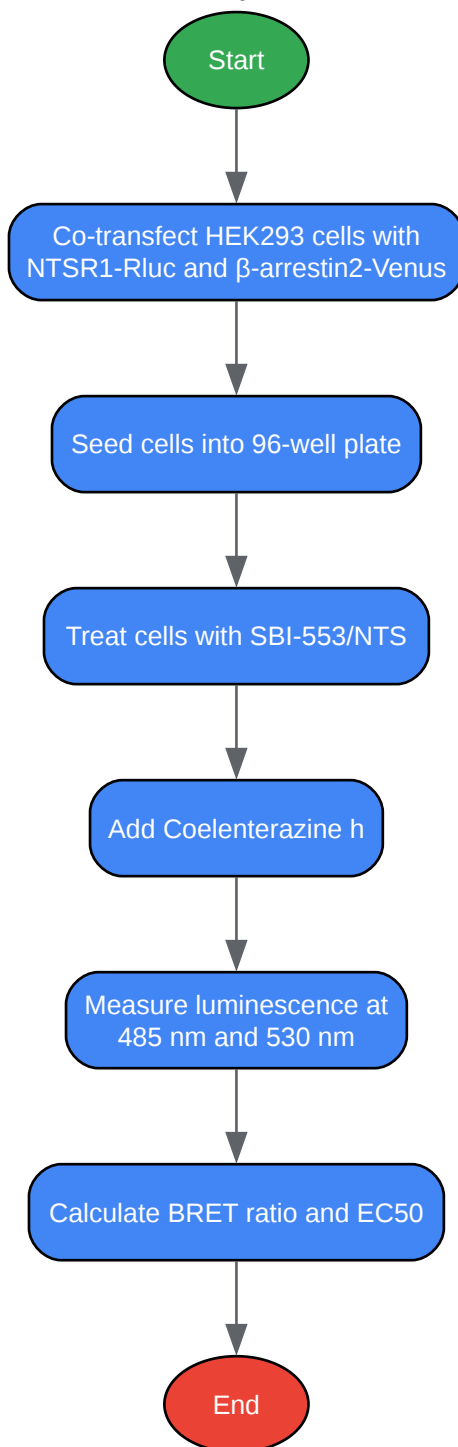 Start
Co-transfect HEK293 cells with
NTSR1-Rluc and β-arrestin2-Venus
Seed cells into 96-well plate
Treat cells with SBI-553/NTS
Add Coelenterazine h
Measure luminescence at
485 nm and 530 nm
Calculate BRET ratio and EC50
End